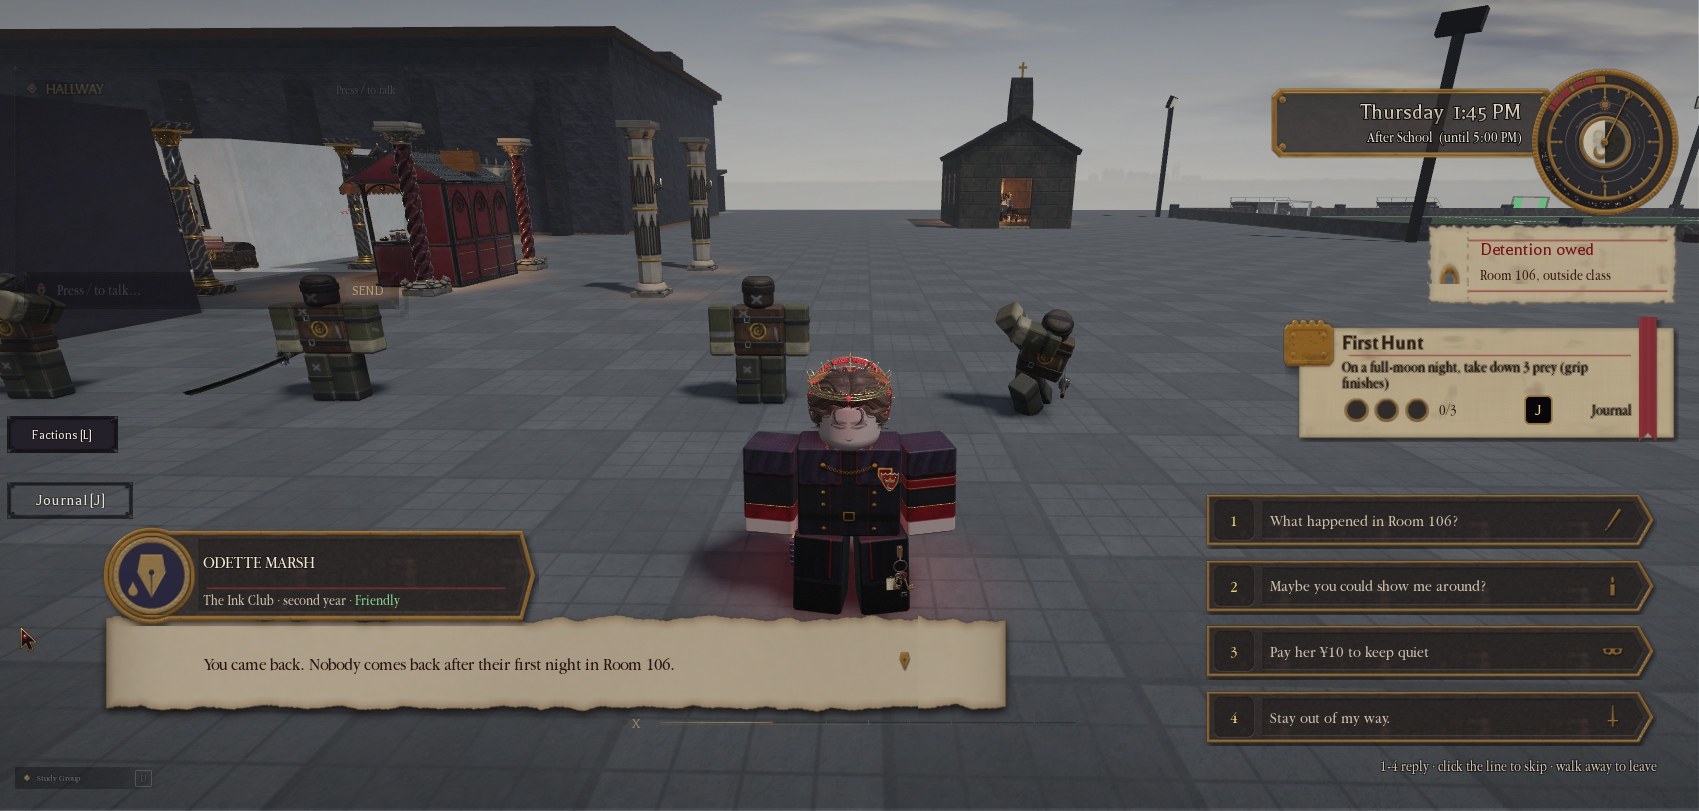 HALLWAY
Press / to talk
Thursday 1:45 PM
After School (until 5:00 PM)
Detention owed
Room 106, outside class
Press / to talk...
SEND
First Hunt
On a full-moon night, take down 3 prey (grip
finishes)
0/3
J
Journal
Factions [L]
Journal [J]
ODETTE MARSH
The Ink Club · second year · Friendly
You came back. Nobody comes back after their first night in Room 106.
X
1 What happened in Room 106?
2 Maybe you could show me around?
3 Pay her ¥10 to keep quiet
4 Stay out of my way.
1-4 reply · click the line to skip · walk away to leave
Study Group